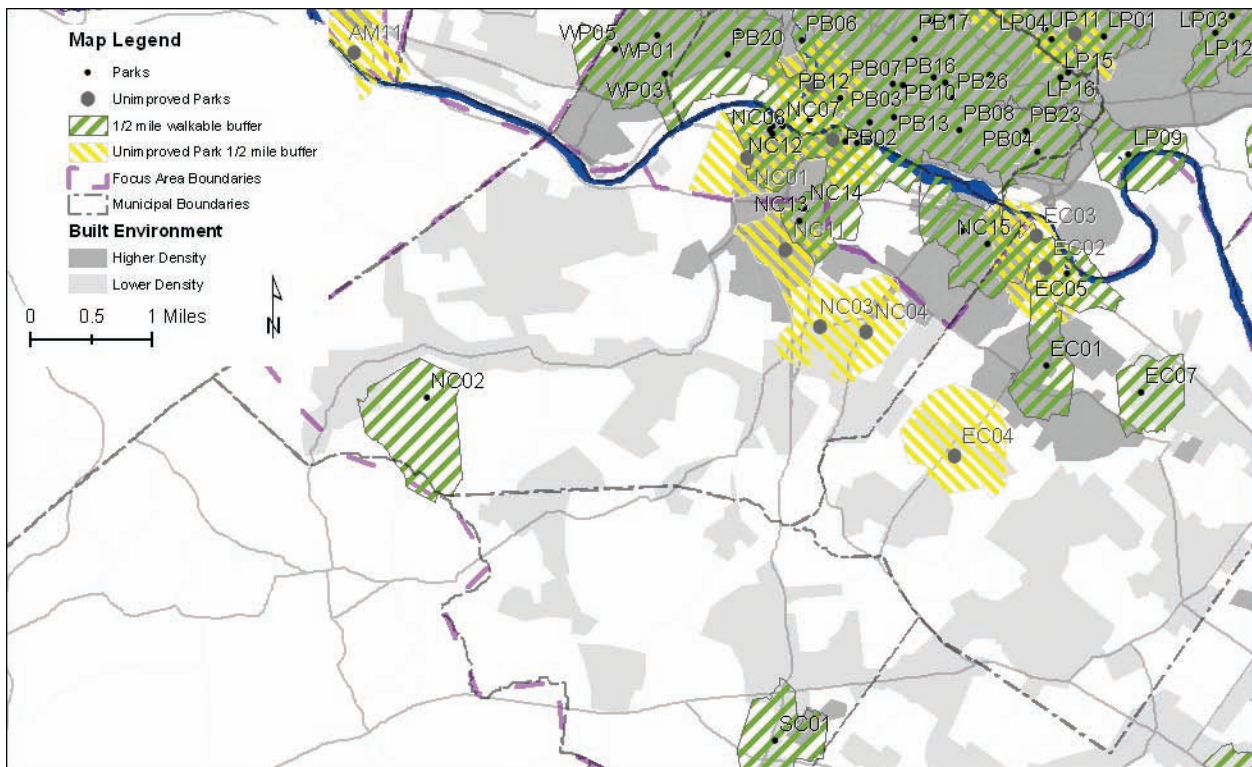 Map Legend
Parks
Unimproved Parks
1/2 mile walkable buffer
Unimproved Park 1/2 mile buffer
Focus Area Boundaries
Municipal Boundaries
Built Environment
Higher Density
Lower Density
0 0.5 1 Miles
N
AM11
WP05
WP01
WP03
PB20
PB06
PB17
LP04
UP11
LP01
LP03
LP12
PB07
PB16
LP15
PB12
PB26
LP16
PB03
PB10
NC07
NC06
PB13
PB08
PB23
PB02
PB04
LP09
NC12
NC01
NC14
NC13
NC11
NC15
EC03
EC02
EC05
NC03
NC04
EC01
EC07
NC02
EC04
SC01